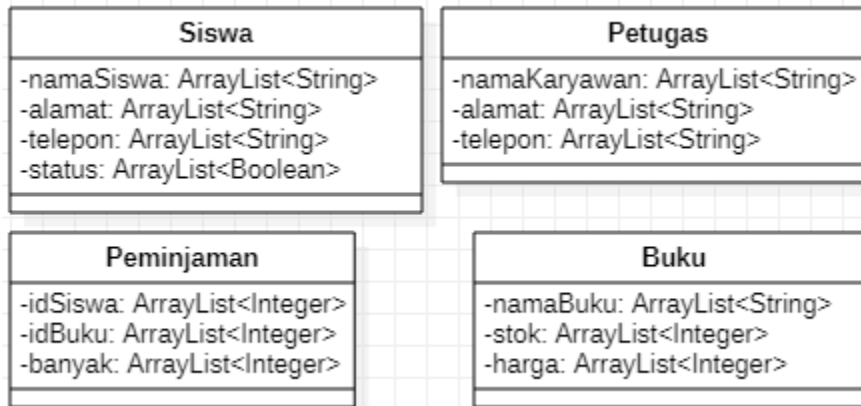 Siswa
-namaSiswa: ArrayList<String>
-alamat: ArrayList<String>
-telepon: ArrayList<String>
-status: ArrayList<Boolean>
Petugas
-namaKaryawan: ArrayList<String>
-alamat: ArrayList<String>
-telepon: ArrayList<String>
Peminjaman
-idSiswa: ArrayList<Integer>
-idBuku: ArrayList<Integer>
-banyak: ArrayList<Integer>
Buku
-namaBuku: ArrayList<String>
-stok: ArrayList<Integer>
-harga: ArrayList<Integer>